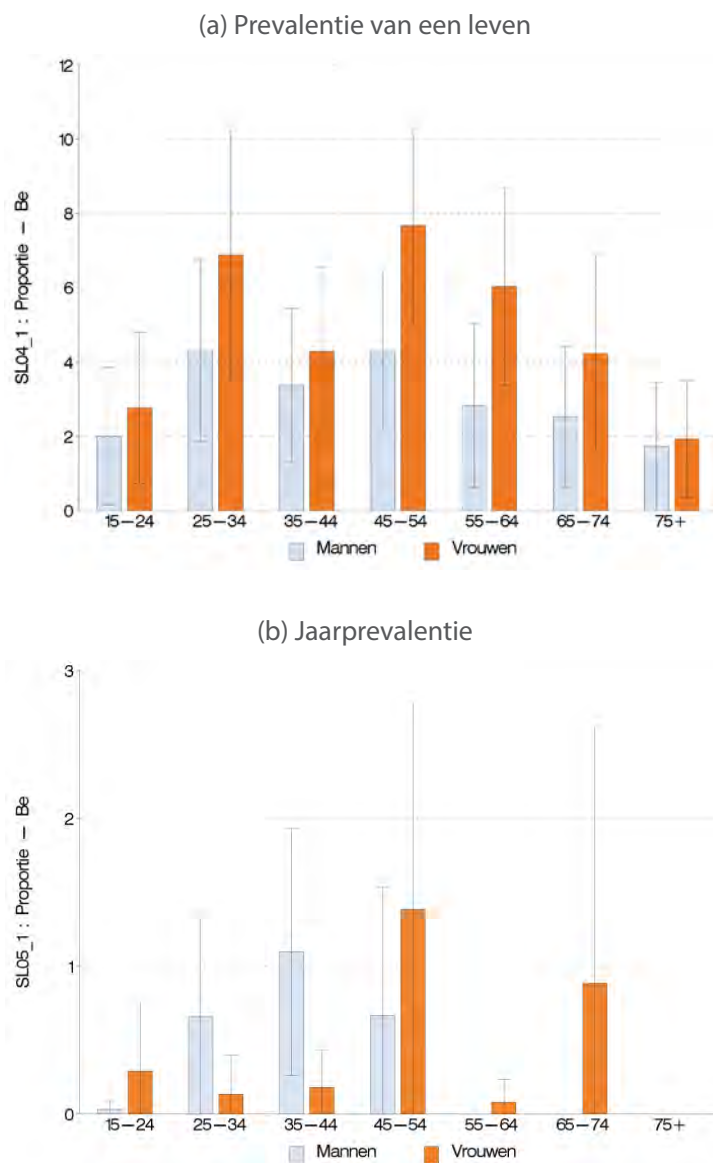 (a) Prevalentie van een leven
12
10
8
6
4
2
0
SL04_1 : Proportie – Be
15–24 25–34 35–44 45–54 55–64 65–74 75+
Mannen Vrouwen
(b) Jaarprevalentie
3
2
1
0
SL05_1 : Proportie – Be
15–24 25–34 35–44 45–54 55–64 65–74 75+
Mannen Vrouwen